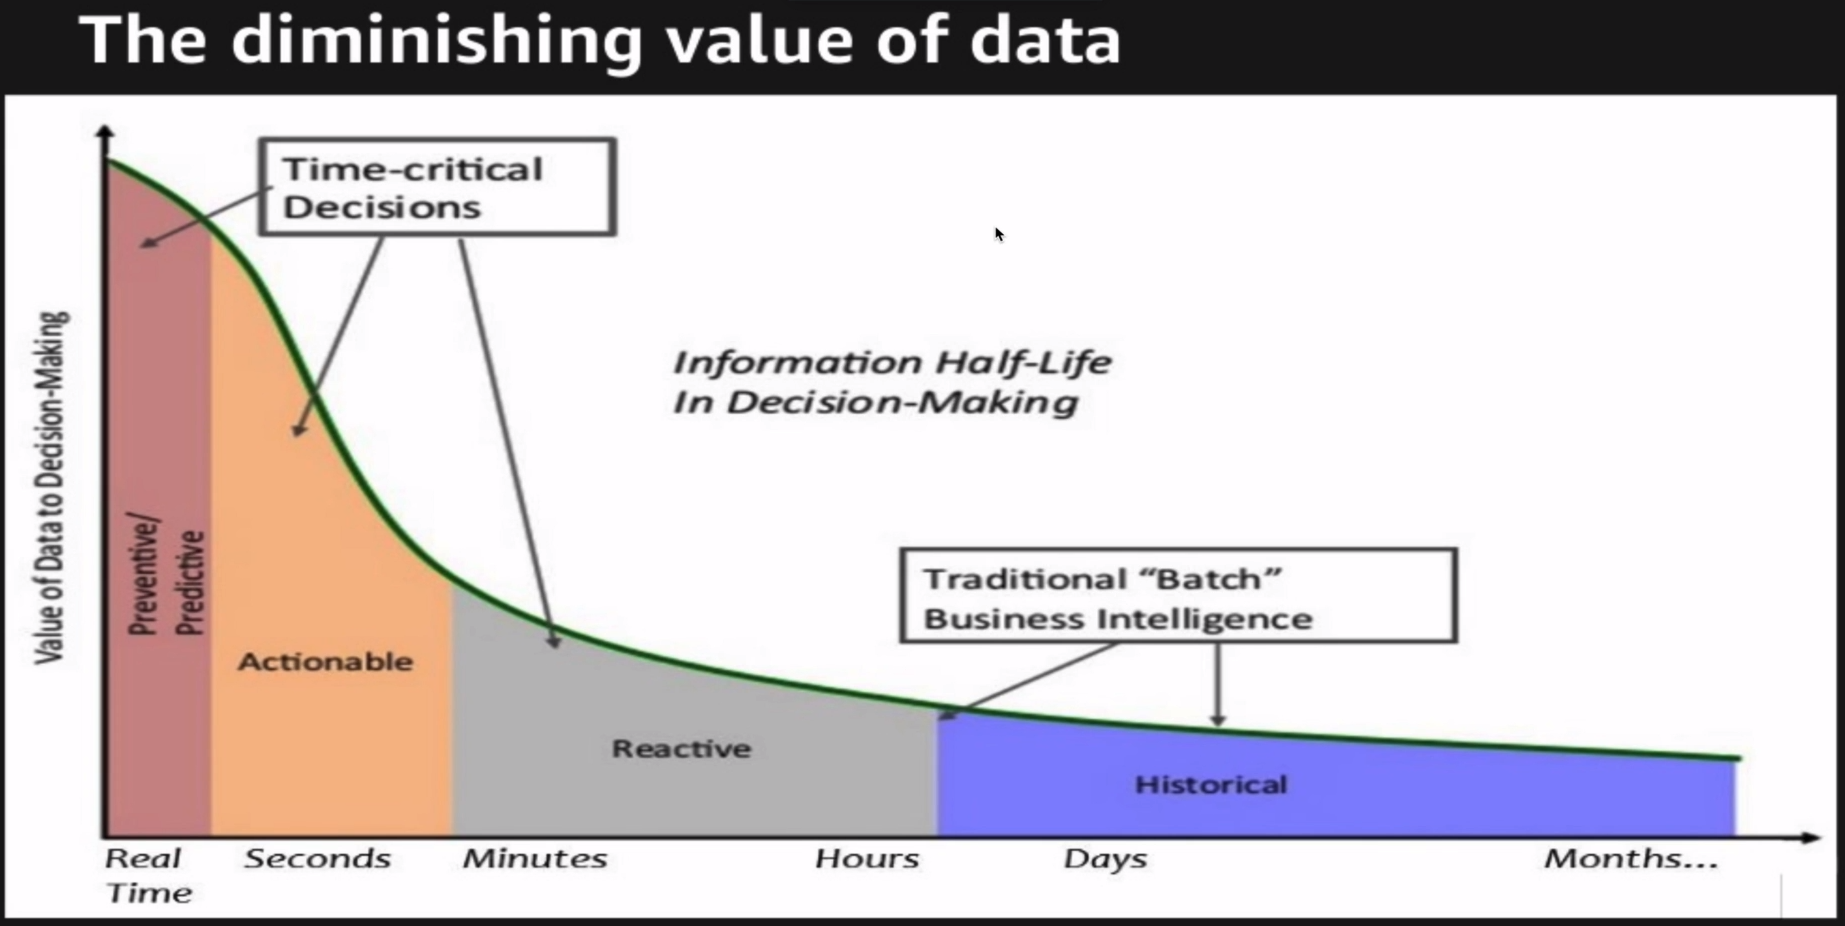 The diminishing value of data
Time-critical
Decisions
Value of Data to Decision-Making
Information Half-Life
In Decision-Making
Preventive/
Predictive
Traditional “Batch”
Business Intelligence
Actionable
Reactive
Historical
Real
Time
Seconds
Minutes
Hours
Days
Months...